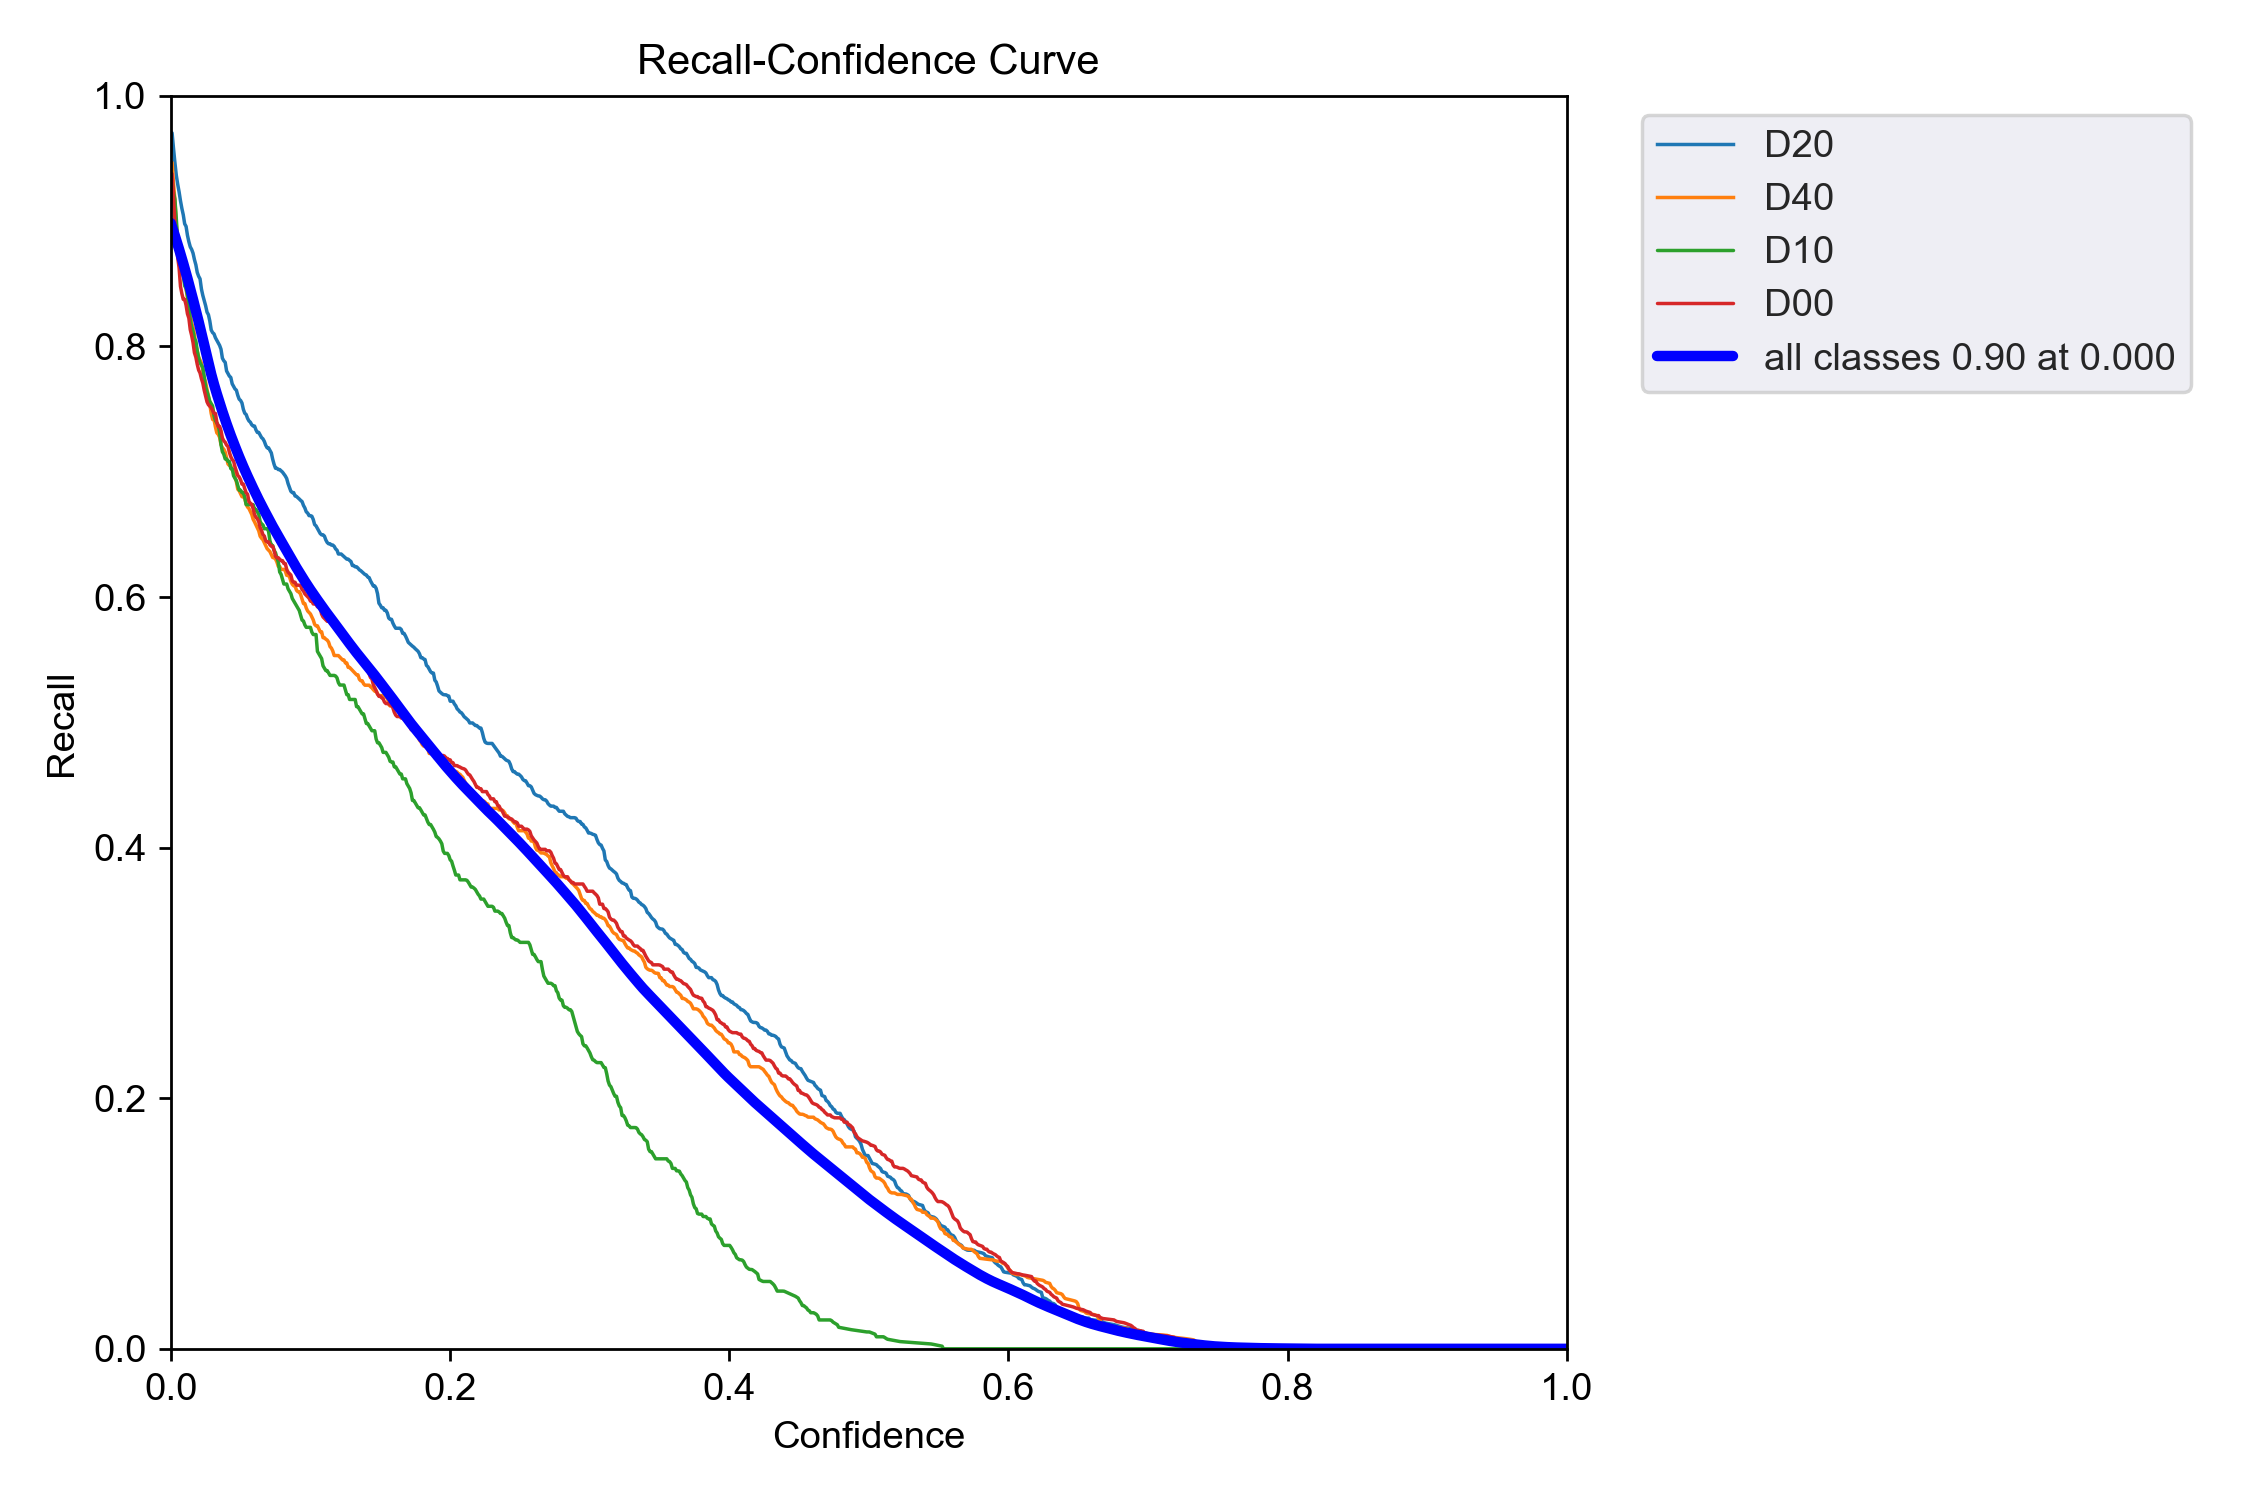 Recall-Confidence Curve
1.0
0.8
0.6
0.4
0.2
0.0
Recall
0.0 0.2 0.4 0.6 0.8 1.0
Confidence
D20
D40
D10
D00
all classes 0.90 at 0.000